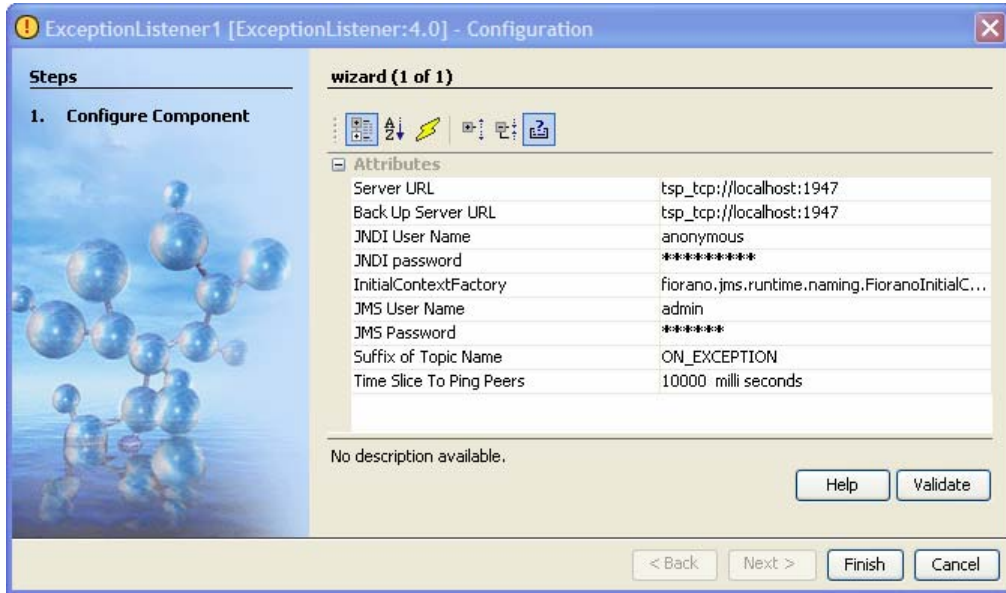 ExceptionListener1 [ExceptionListener:4.0] - Configuration
Steps
1. Configure Component
wizard (1 of 1)
Attributes
Server URL tsp_tcp://localhost:1947
Back Up Server URL tsp_tcp://localhost:1947
JNDI User Name anonymous
JNDI password *********
InitialContextFactory fiorano.jms.runtime.naming.FioranoInitialC...
JMS User Name admin
JMS Password ******
Suffix of Topic Name ON_EXCEPTION
Time Slice To Ping Peers 10000 milli seconds
No description available.
Help Validate
< Back Next > Finish Cancel